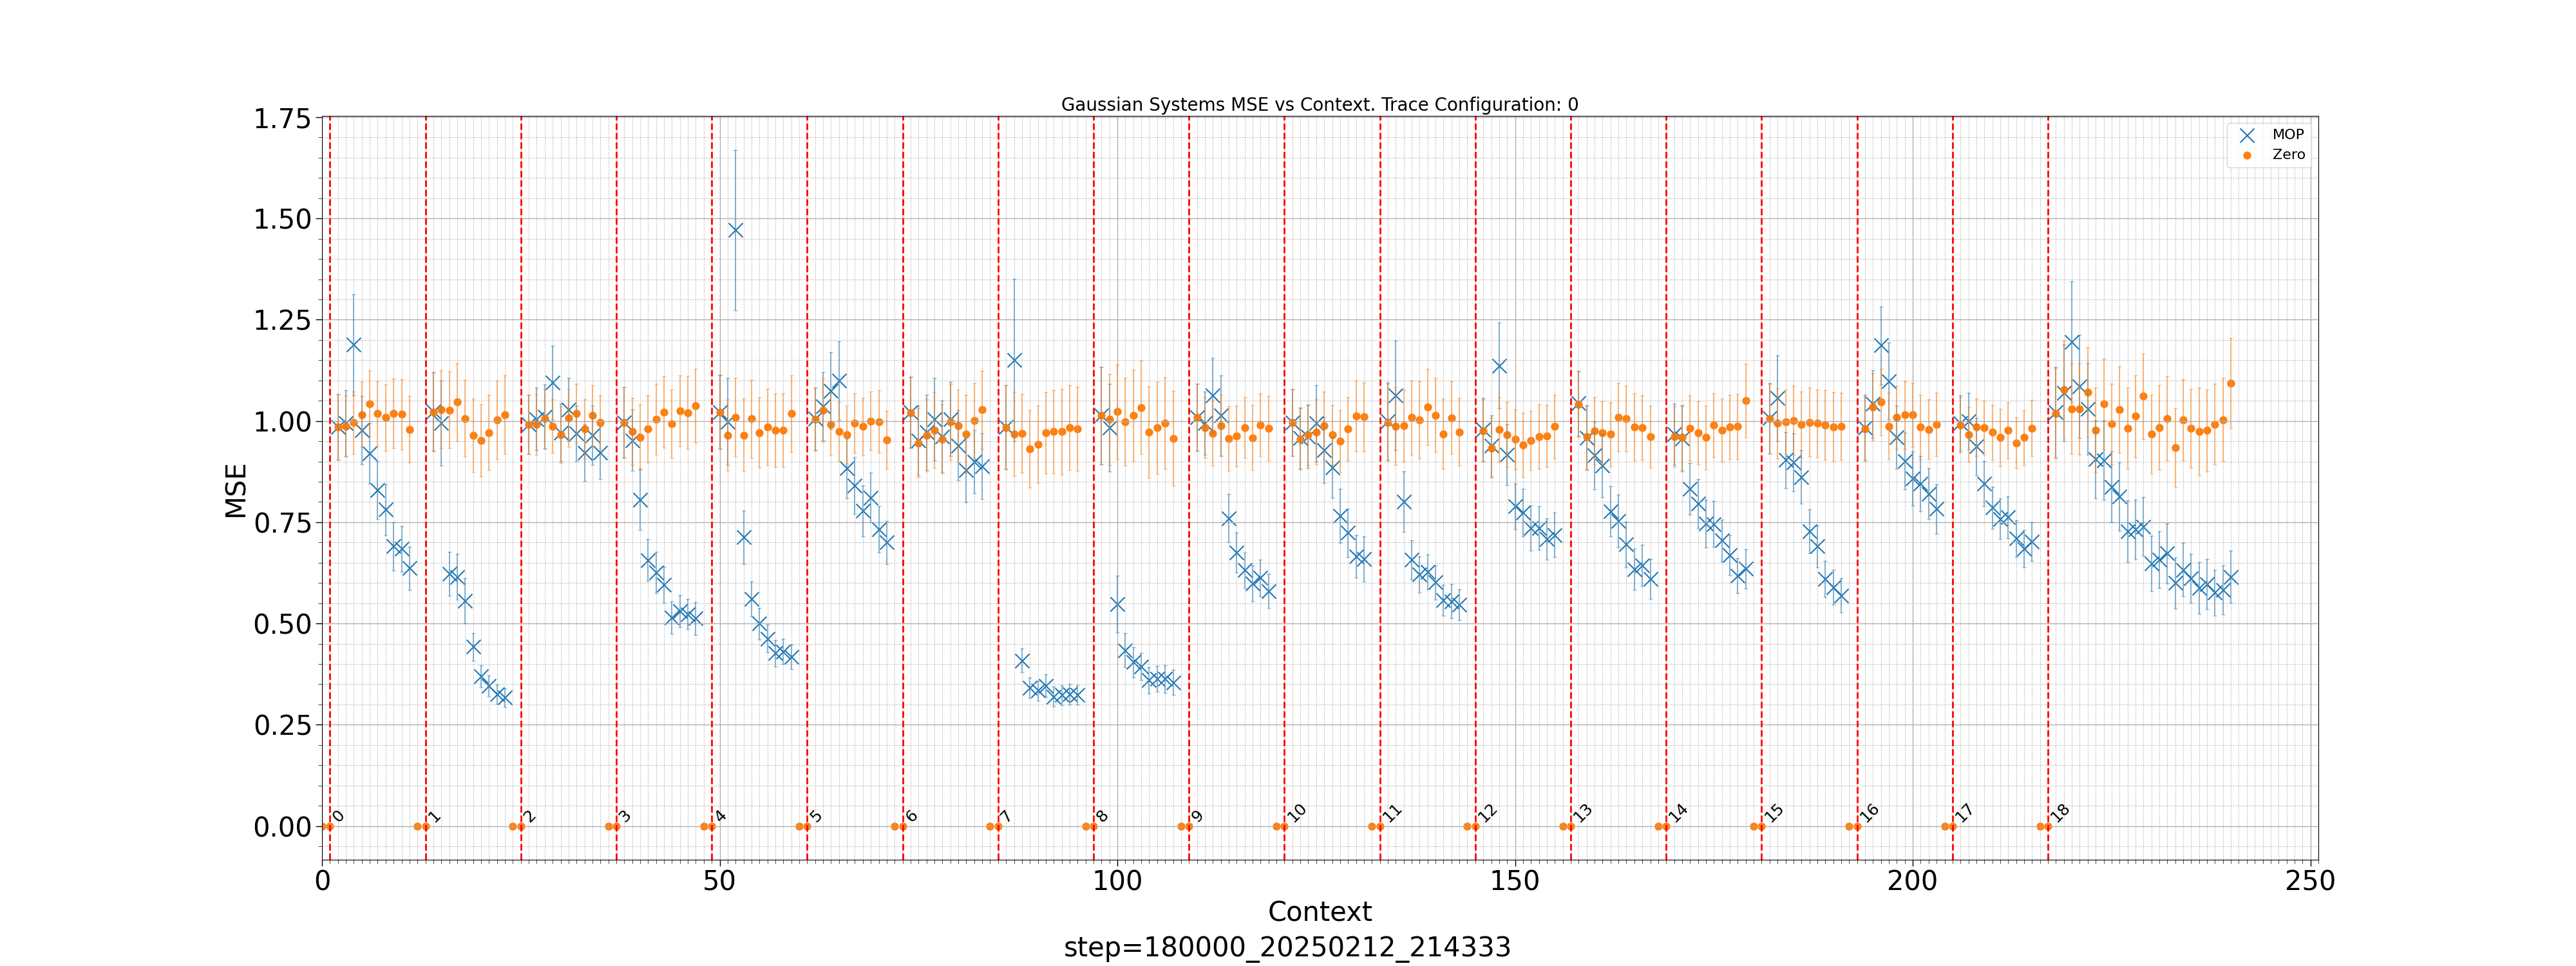 Gaussian Systems MSE vs Context. Trace Configuration: 0
MOP
Zero
MSE
1.75
1.50
1.25
1.00
0.75
0.50
0.25
0.00
0 1 2 3 4 5 6 7 8 9 10 11 12 13 14 15 16 17 18
0 50 100 150 200 250
Context
step=180000_20250212_214333